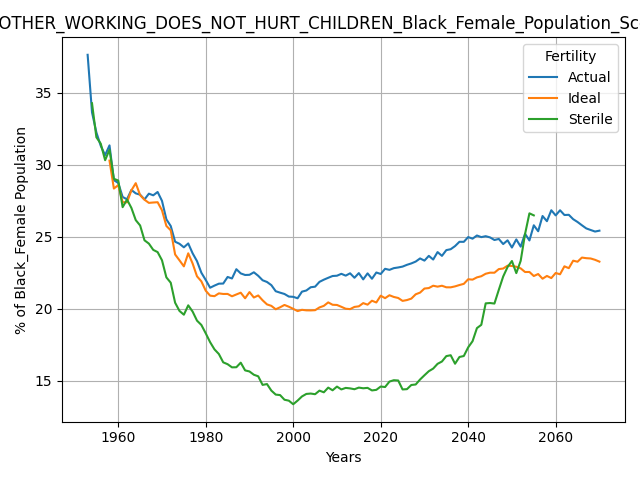 OTHER_WORKING_DOES_NOT_HURT_CHILDREN_Black_Female_Population_Sc
Fertility
Actual
Ideal
Sterile
% of Black_Female Population
35
30
25
20
15
1960
1980
2000
2020
2040
2060
Years